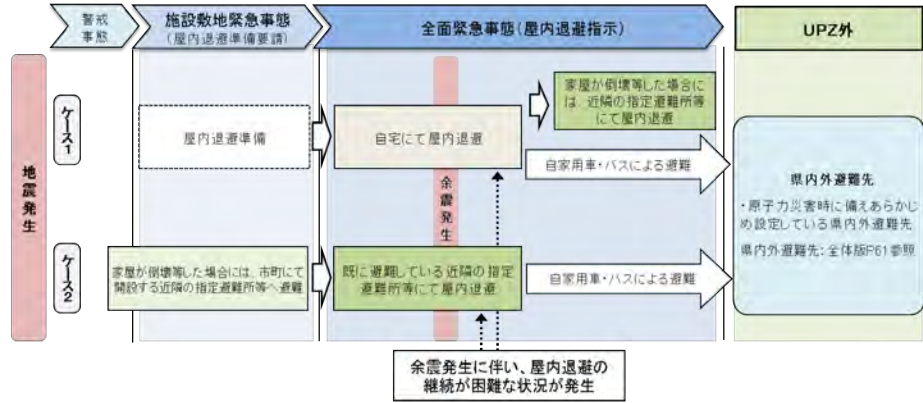 警戒
事態
施設敷地緊急事態
(屋内退避準備要請)
全面緊急事態(屋内退避指示)
UPZ外
地震発生
ケース1
屋内退避準備
自宅にて屋内退避
家屋が倒壊等した場合に
は、近隣の指定避難所等
にて屋内退避
自家用車・バスによる避難
余震発生
県内外避難先
・原子力災害時に備えあらかじ
め設定している県内外避難先
県内外避難先:全体版P61参照
ケース2
家屋が倒壊等した場合には、市町にて
開設する近隣の指定避難所等へ避難
既に避難している近隣の指定
避難所等にて屋内退避
自家用車・バスによる避難
余震発生に伴い、屋内退避の
継続が困難な状況が発生